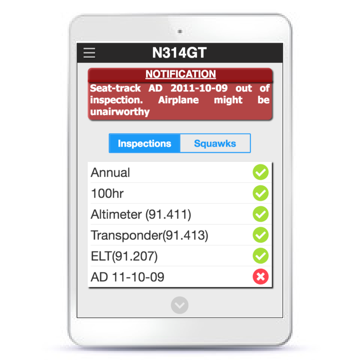 N314GT
NOTIFICATION
Seat-track AD 2011-10-09 out of
inspection. Airplane might be
unairworthy
Inspections Squawks
Annual
100hr
Altimeter (91.411)
Transponder(91.413)
ELT(91.207)
AD 11-10-09